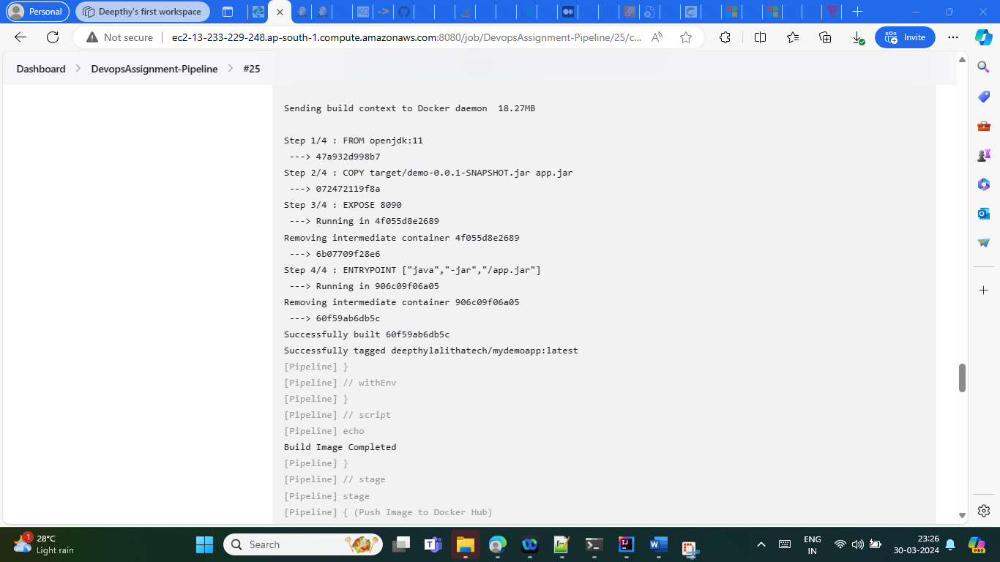 Personal
Deepthy's first workspace
Not secure
ec2-13-233-229-248.ap-south-1.compute.amazonaws.com:8080/job/DevopsAssignment-Pipeline/25/c...
Invite
Dashboard > DevopsAssignment-Pipeline > #25
Sending build context to Docker daemon  18.27MB
Step 1/4 : FROM openjdk:11
---> 47a932d998b7
Step 2/4 : COPY target/demo-0.0.1-SNAPSHOT.jar app.jar
---> 072472119f8a
Step 3/4 : EXPOSE 8090
---> Running in 4f055d8e2689
Removing intermediate container 4f055d8e2689
---> 6b07709f28e6
Step 4/4 : ENTRYPOINT ["java","-jar","/app.jar"]
---> Running in 906c09f06a05
Removing intermediate container 906c09f06a05
---> 60f59ab6db5c
Successfully built 60f59ab6db5c
Successfully tagged deepthylalithatech/mydemoapp:latest
[Pipeline] }
[Pipeline] // withEnv
[Pipeline] }
[Pipeline] // script
[Pipeline] echo
Build Image Completed
[Pipeline] }
[Pipeline] // stage
[Pipeline] stage
[Pipeline] { (Push Image to Docker Hub)
1
28°C
Light rain
Search
ENG
IN
23:26
30-03-2024
PRE